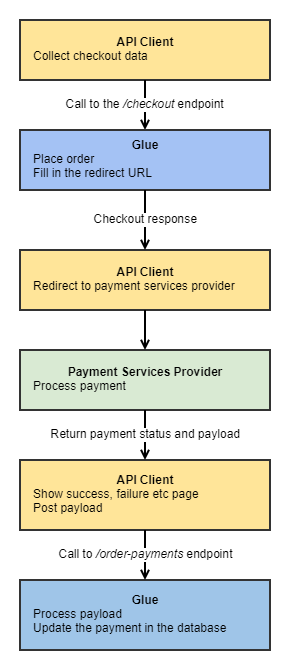 API Client
Collect checkout data
Call to the /checkout endpoint
Glue
Place order
Fill in the redirect URL
Checkout response
API Client
Redirect to payment services provider
Payment Services Provider
Process payment
Return payment status and payload
API Client
Show success, failure etc page
Post payload
Call to /order-payments endpoint
Glue
Process payload
Update the payment in the database